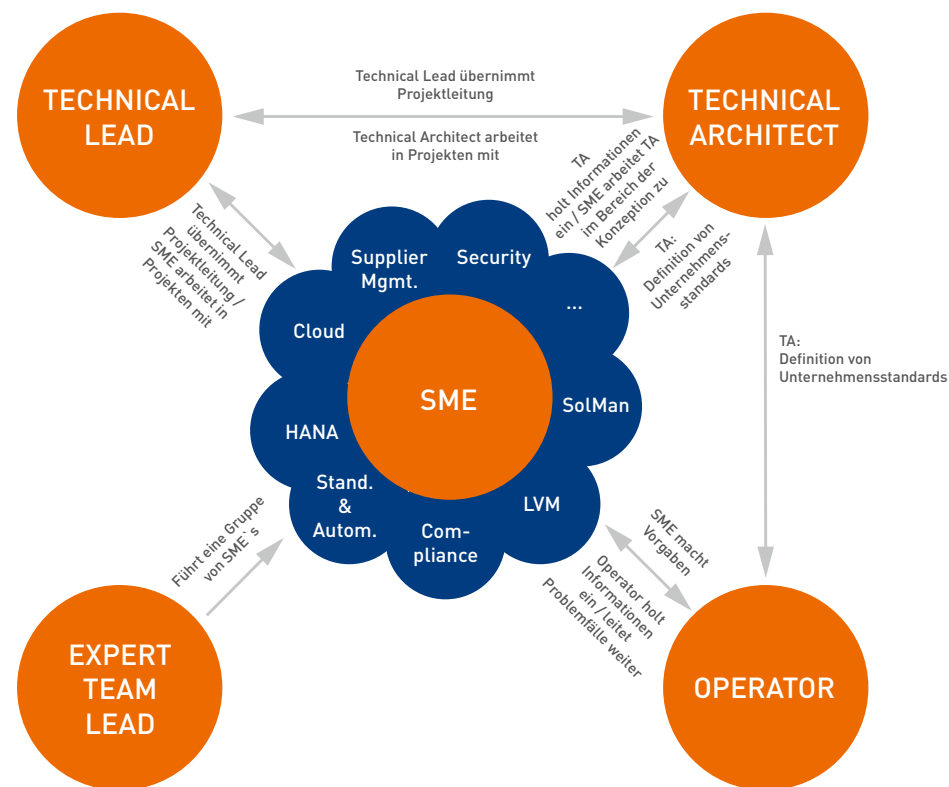 TECHNICAL
LEAD
Technical Lead übernimmt
Projektleitung
Technical Architect arbeitet
in Projekten mit
TECHNICAL
ARCHITECT
TA
holt Informationen
ein / SME arbeitet TA
im Bereich der
Konzeption zu
TA:
Definition von
Unternehmens-
standards
Technical Lead
übernimmt
Projektleitung /
SME arbeitet in
Projekten mit
Supplier
Mgmt.
Security
...
Cloud
SME
SolMan
HANA
Stand.
&
Autom.
Com-
pliance
LVM
TA:
Definition von
Unternehmensstandards
Führt eine Gruppe
von SME`s
SME macht
Vorgaben
Operator holt
Informationen
ein / leitet
Problemfälle weiter
EXPERT
TEAM
LEAD
OPERATOR